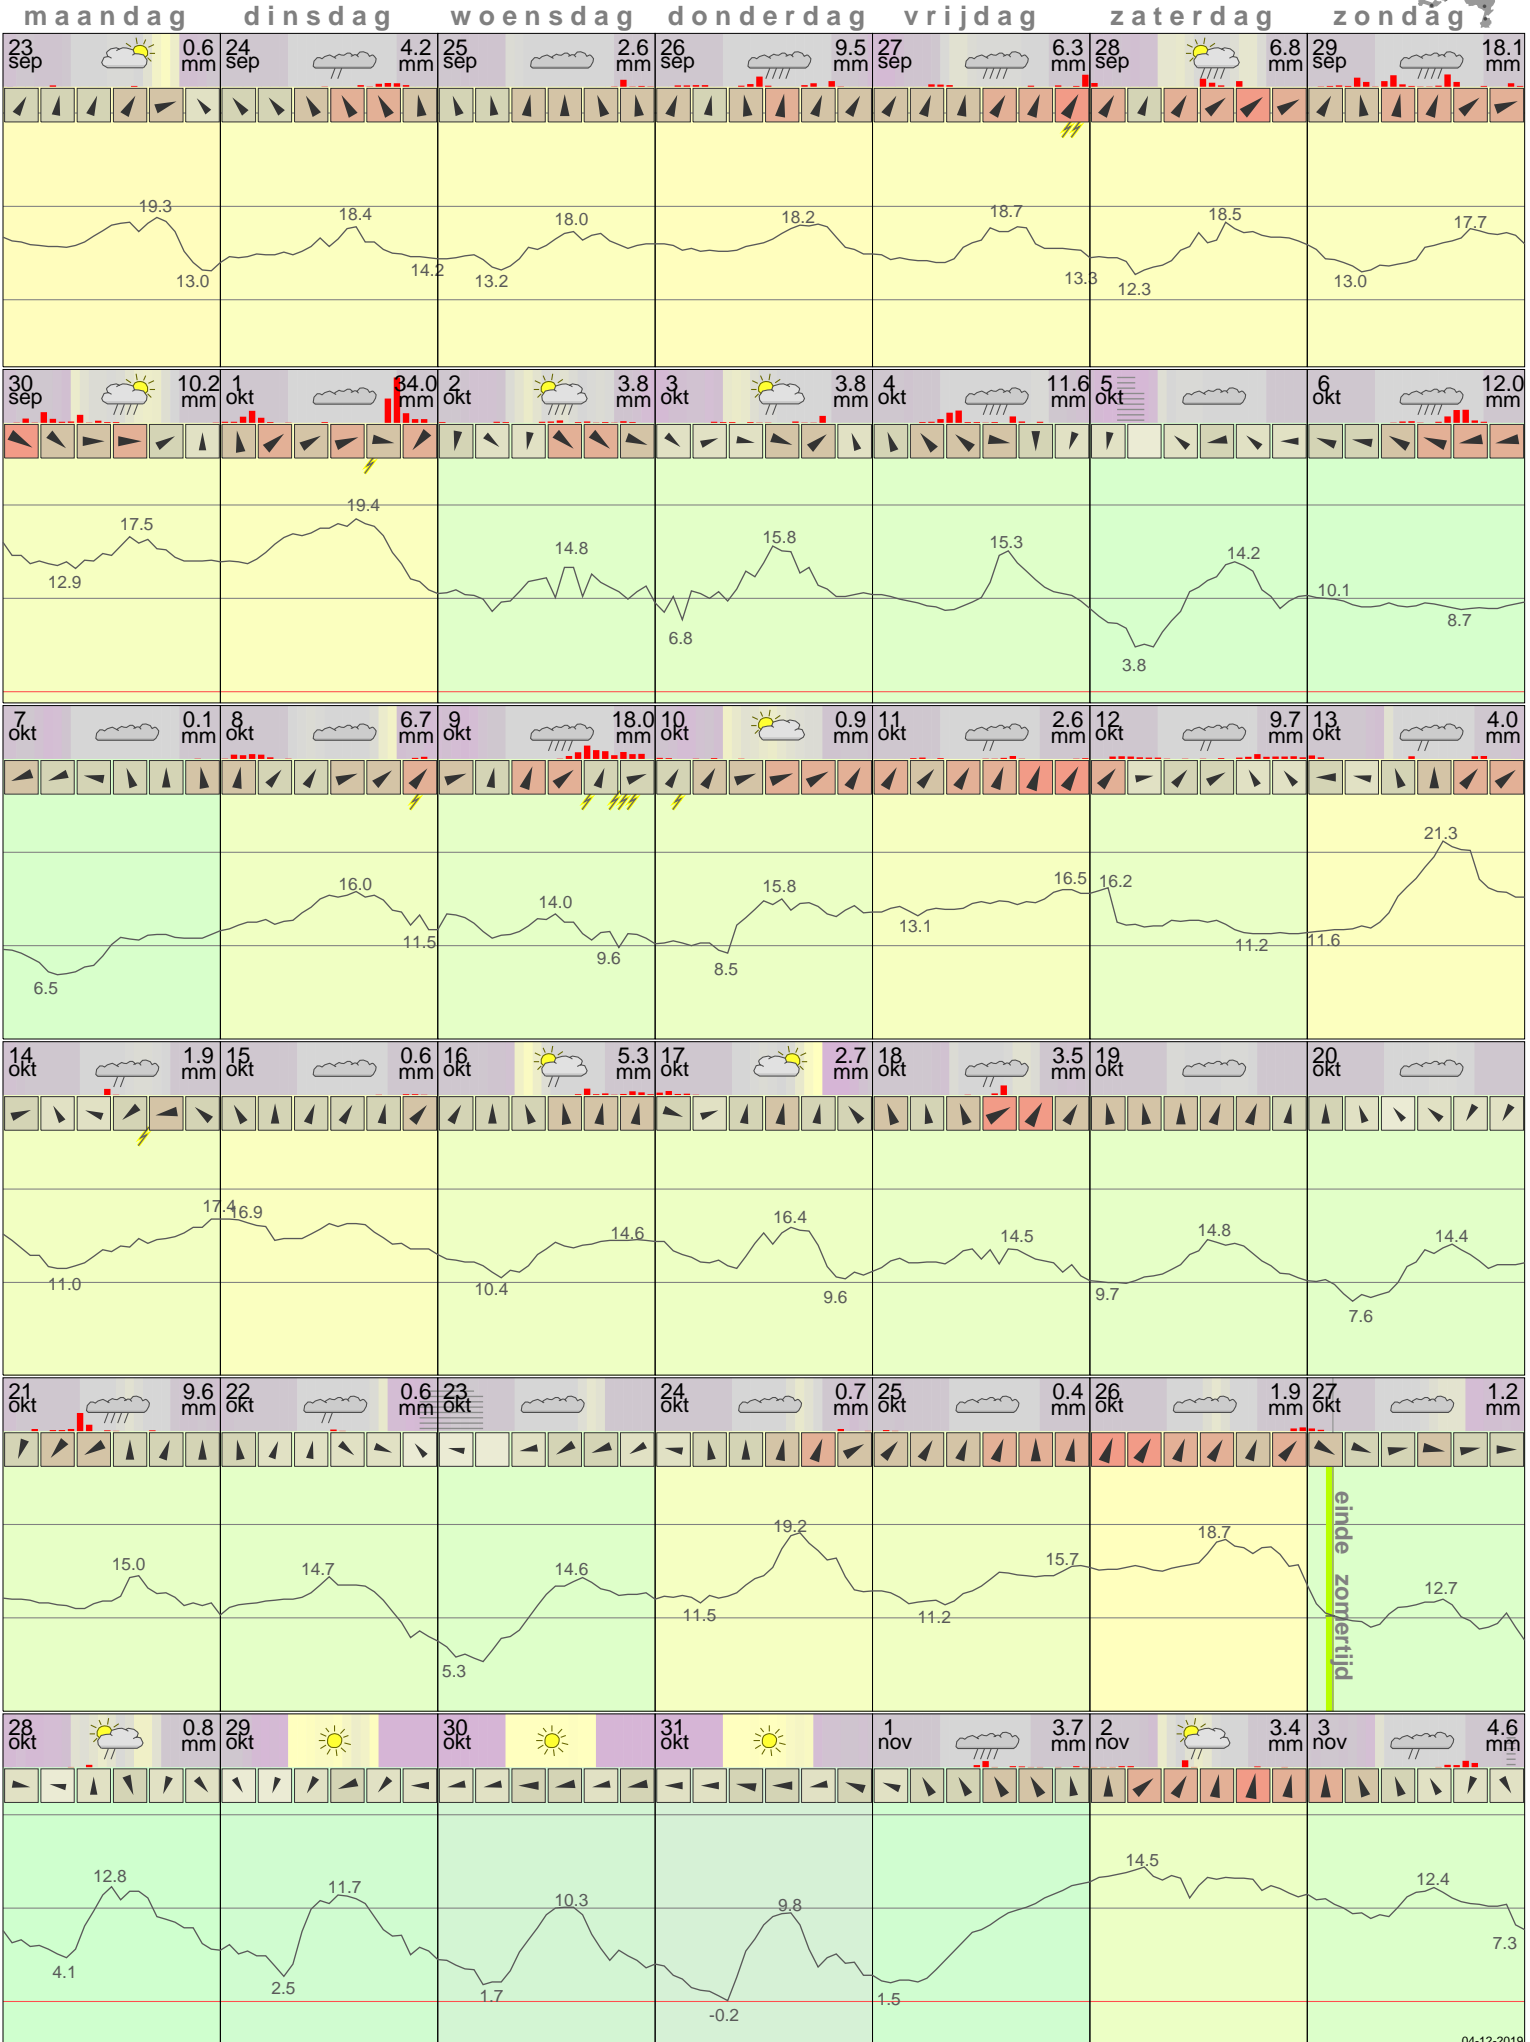 maandag dinsdag woensdag donderdag vrijdag zaterdag zondag
23 sep 0.6 mm 24 sep 4.2 mm 25 sep 2.6 mm 26 sep 9.5 mm 27 sep 6.3 mm 28 sep 6.8 mm 29 sep 18.1 mm
19.3 13.0 18.4 14.2 13.2 18.0 18.2 18.7 13.3 12.3 18.5 13.0 17.7
30 sep 10.2 mm 1 okt 34.0 mm 2 okt 3.8 mm 3 okt 3.8 mm 4 okt 11.6 mm 5 okt 6 okt 12.0 mm
12.9 17.5 19.4 14.8 6.8 15.8 15.3 3.8 14.2 10.1 8.7
7 okt 0.1 mm 8 okt 6.7 mm 9 okt 18.0 mm 10 okt 0.9 mm 11 okt 2.6 mm 12 okt 9.7 mm 13 okt 4.0 mm
6.5 16.0 11.5 14.0 9.6 8.5 15.8 13.1 16.5 16.2 11.2 11.6 21.3
14 okt 1.9 mm 15 okt 0.6 mm 16 okt 5.3 mm 17 okt 2.7 mm 18 okt 3.5 mm 19 okt 20 okt
11.0 17.4 16.9 10.4 14.6 16.4 9.6 14.5 9.7 14.8 7.6 14.4
21 okt 9.6 mm 22 okt 0.6 mm 23 okt 24 okt 0.7 mm 25 okt 0.4 mm 26 okt 1.9 mm 27 okt 1.2 mm
15.0 14.7 5.3 14.6 11.5 19.2 11.2 15.7 18.7 12.7
einde zomertijd
28 okt 0.8 mm 29 okt 30 okt 31 okt 1 nov 3.7 mm 2 nov 3.4 mm 3 nov 4.6 mm
4.1 12.8 2.5 11.7 1.7 10.3 -0.2 9.8 1.5 14.5 12.4 7.3
04-12-2019